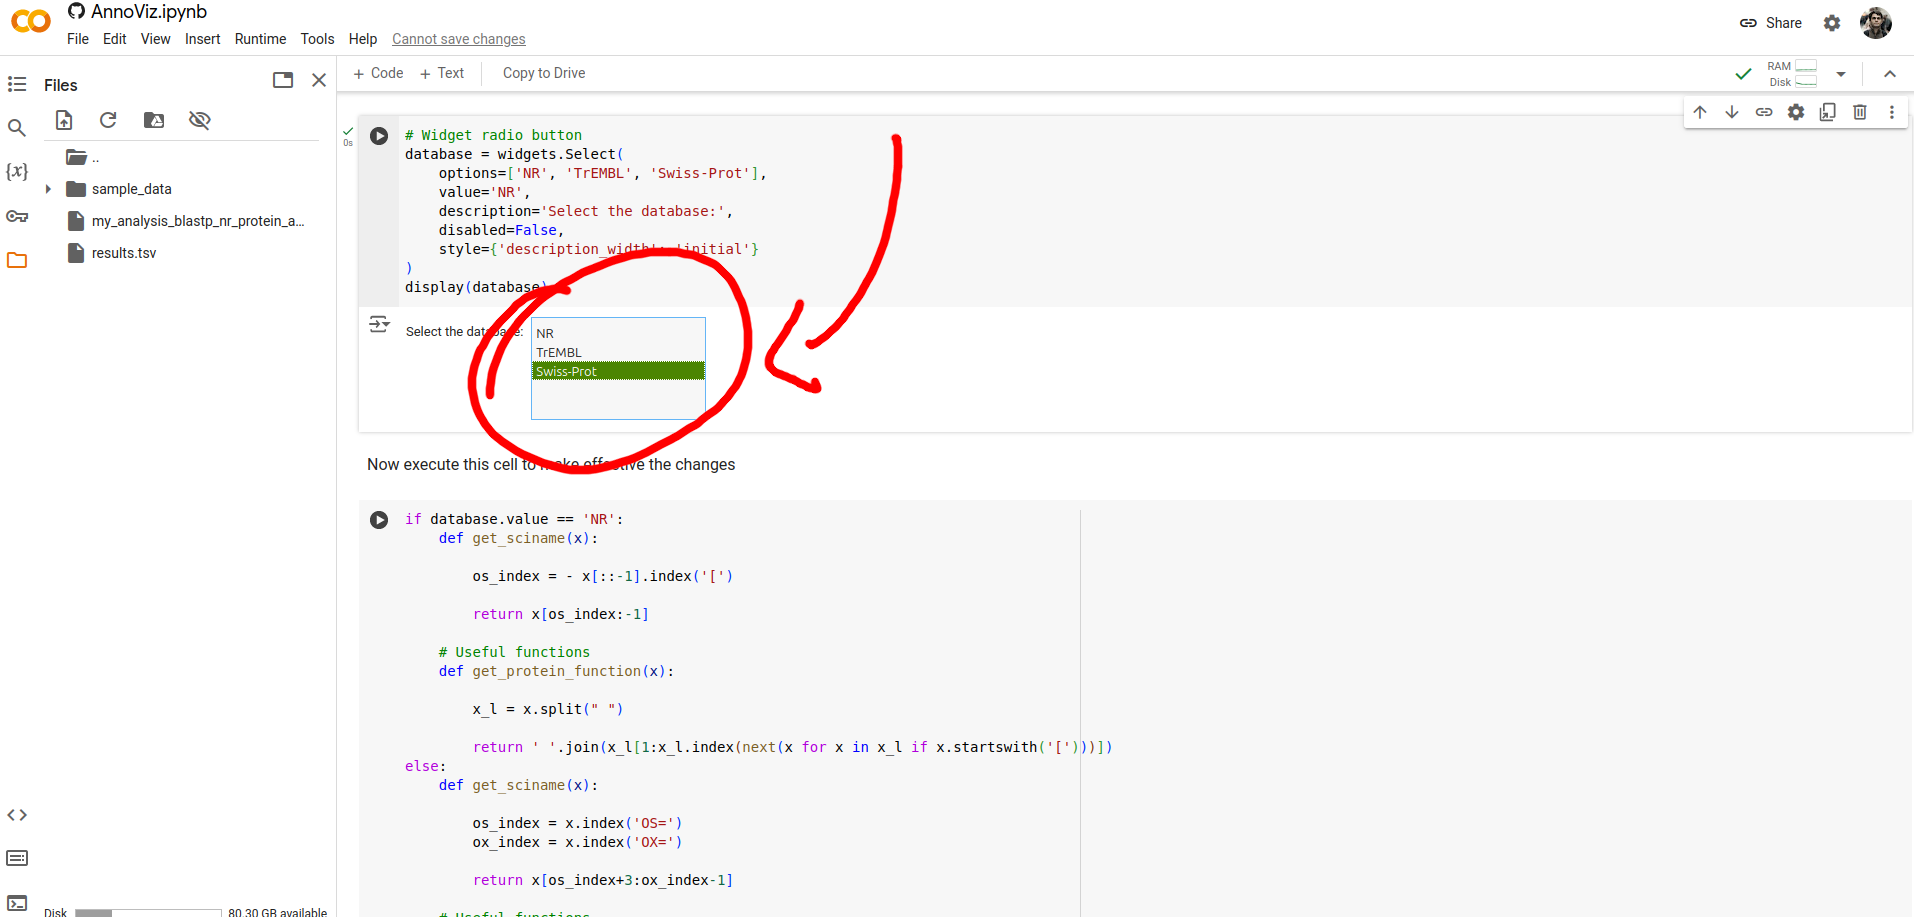 AnnoViz.ipynb
File Edit View Insert Runtime Tools Help Cannot save changes
Share
Files
+ Code + Text Copy to Drive
RAM
Disk
..
sample_data
my_analysis_blastp_nr_protein_a...
results.tsv
{x}
0s
# Widget radio button
database = widgets.Select(
    options=['NR', 'TrEMBL', 'Swiss-Prot'],
    value='NR',
    description='Select the database:',
    disabled=False,
    style={'description_width': 'initial'}
)
display(database)
Select the database:
NR
TrEMBL
Swiss-Prot
Now execute this cell to make effective the changes
if database.value == 'NR':
    def get_sciname(x):
        os_index = - x[::-1].index('[')
        return x[os_index:-1]
    # Useful functions
    def get_protein_function(x):
        x_l = x.split(" ")
        return ' '.join(x_l[1:x_l.index(next(x for x in x_l if x.startswith('[')))])
else:
    def get_sciname(x):
        os_index = x.index('OS=')
        ox_index = x.index('OX=')
        return x[os_index+3:ox_index-1]
    # Useful functions
Disk 80.30 GB available